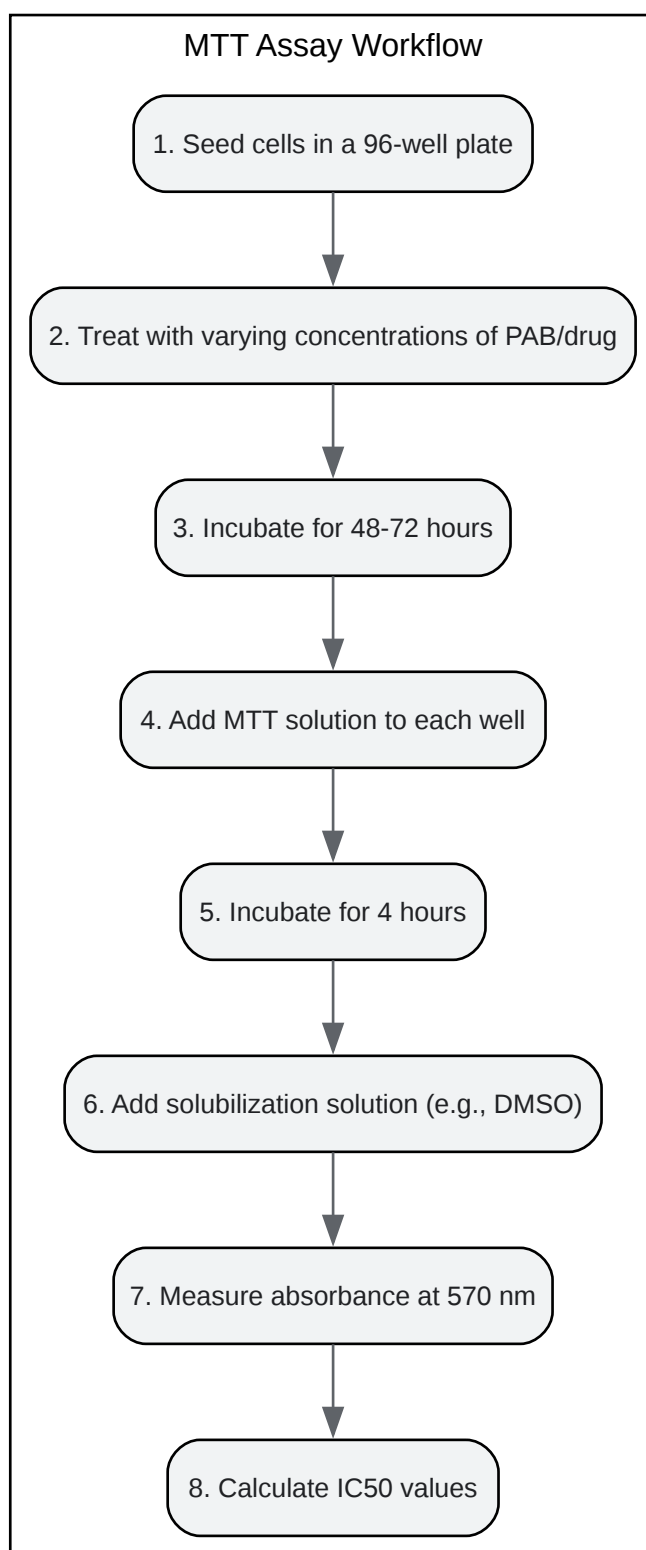 MTT Assay Workflow
1. Seed cells in a 96-well plate
2. Treat with varying concentrations of PAB/drug
3. Incubate for 48-72 hours
4. Add MTT solution to each well
5. Incubate for 4 hours
6. Add solubilization solution (e.g., DMSO)
7. Measure absorbance at 570 nm
8. Calculate IC50 values